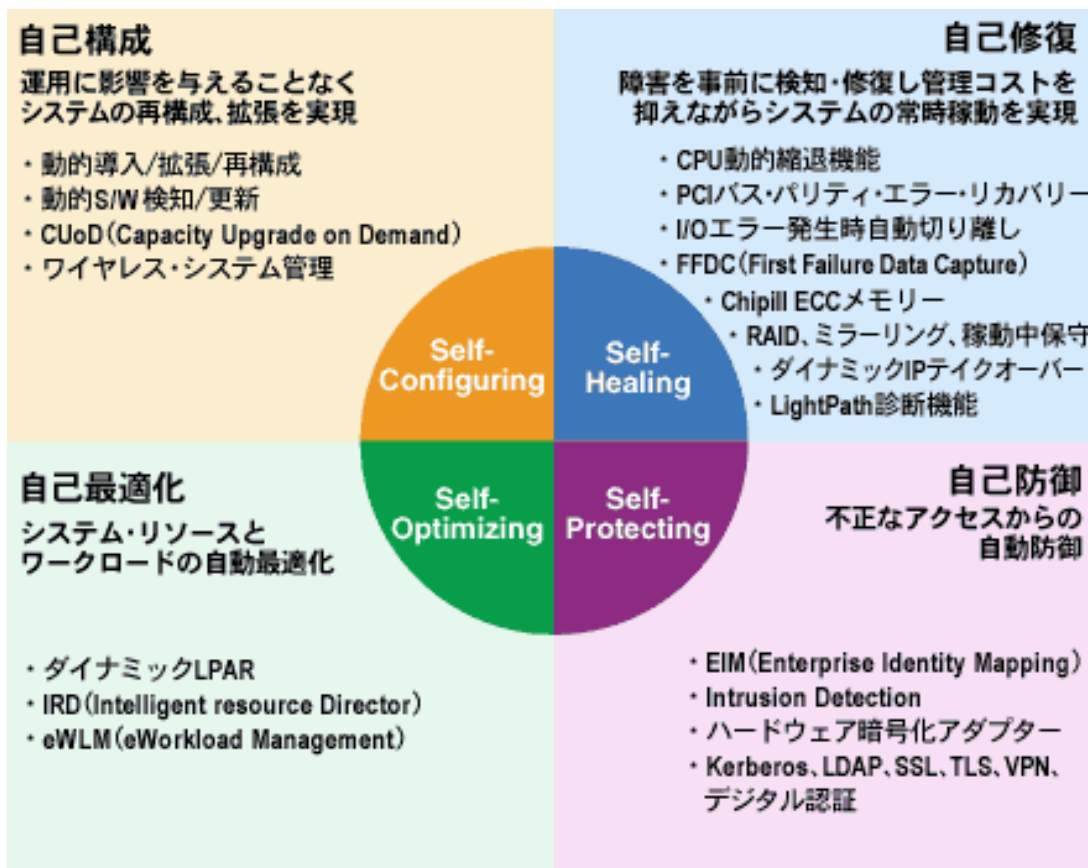 自己構成
運用に影響を与えることなく
システムの再構成、拡張を実現
・動的導入/拡張/再構成
・動的S/W検知/更新
・CUoD(Capacity Upgrade on Demand)
・ワイヤレス・システム管理
自己修復
障害を事前に検知・修復し管理コストを
抑えながらシステムの常時稼動を実現
・CPU動的縮退機能
・PCIバス・パリティ・エラー・リカバリー
・I/Oエラー発生時自動切り離し
・FFDC(First Failure Data Capture)
・Chipill ECCメモリー
・RAID、ミラーリング、稼動中保守
・ダイナミックIPテイクオーバー
・LightPath診断機能
Self-
Configuring
Self-
Healing
Self-
Optimizing
Self-
Protecting
自己最適化
システム・リソースと
ワークロードの自動最適化
・ダイナミックLPAR
・IRD(Intelligent resource Director)
・eWLM(eWorkload Management)
自己防御
不正なアクセスからの
自動防御
・EIM(Enterprise Identity Mapping)
・Intrusion Detection
・ハードウェア暗号化アダプター
・Kerberos、LDAP、SSL、TLS、VPN、
デジタル認証